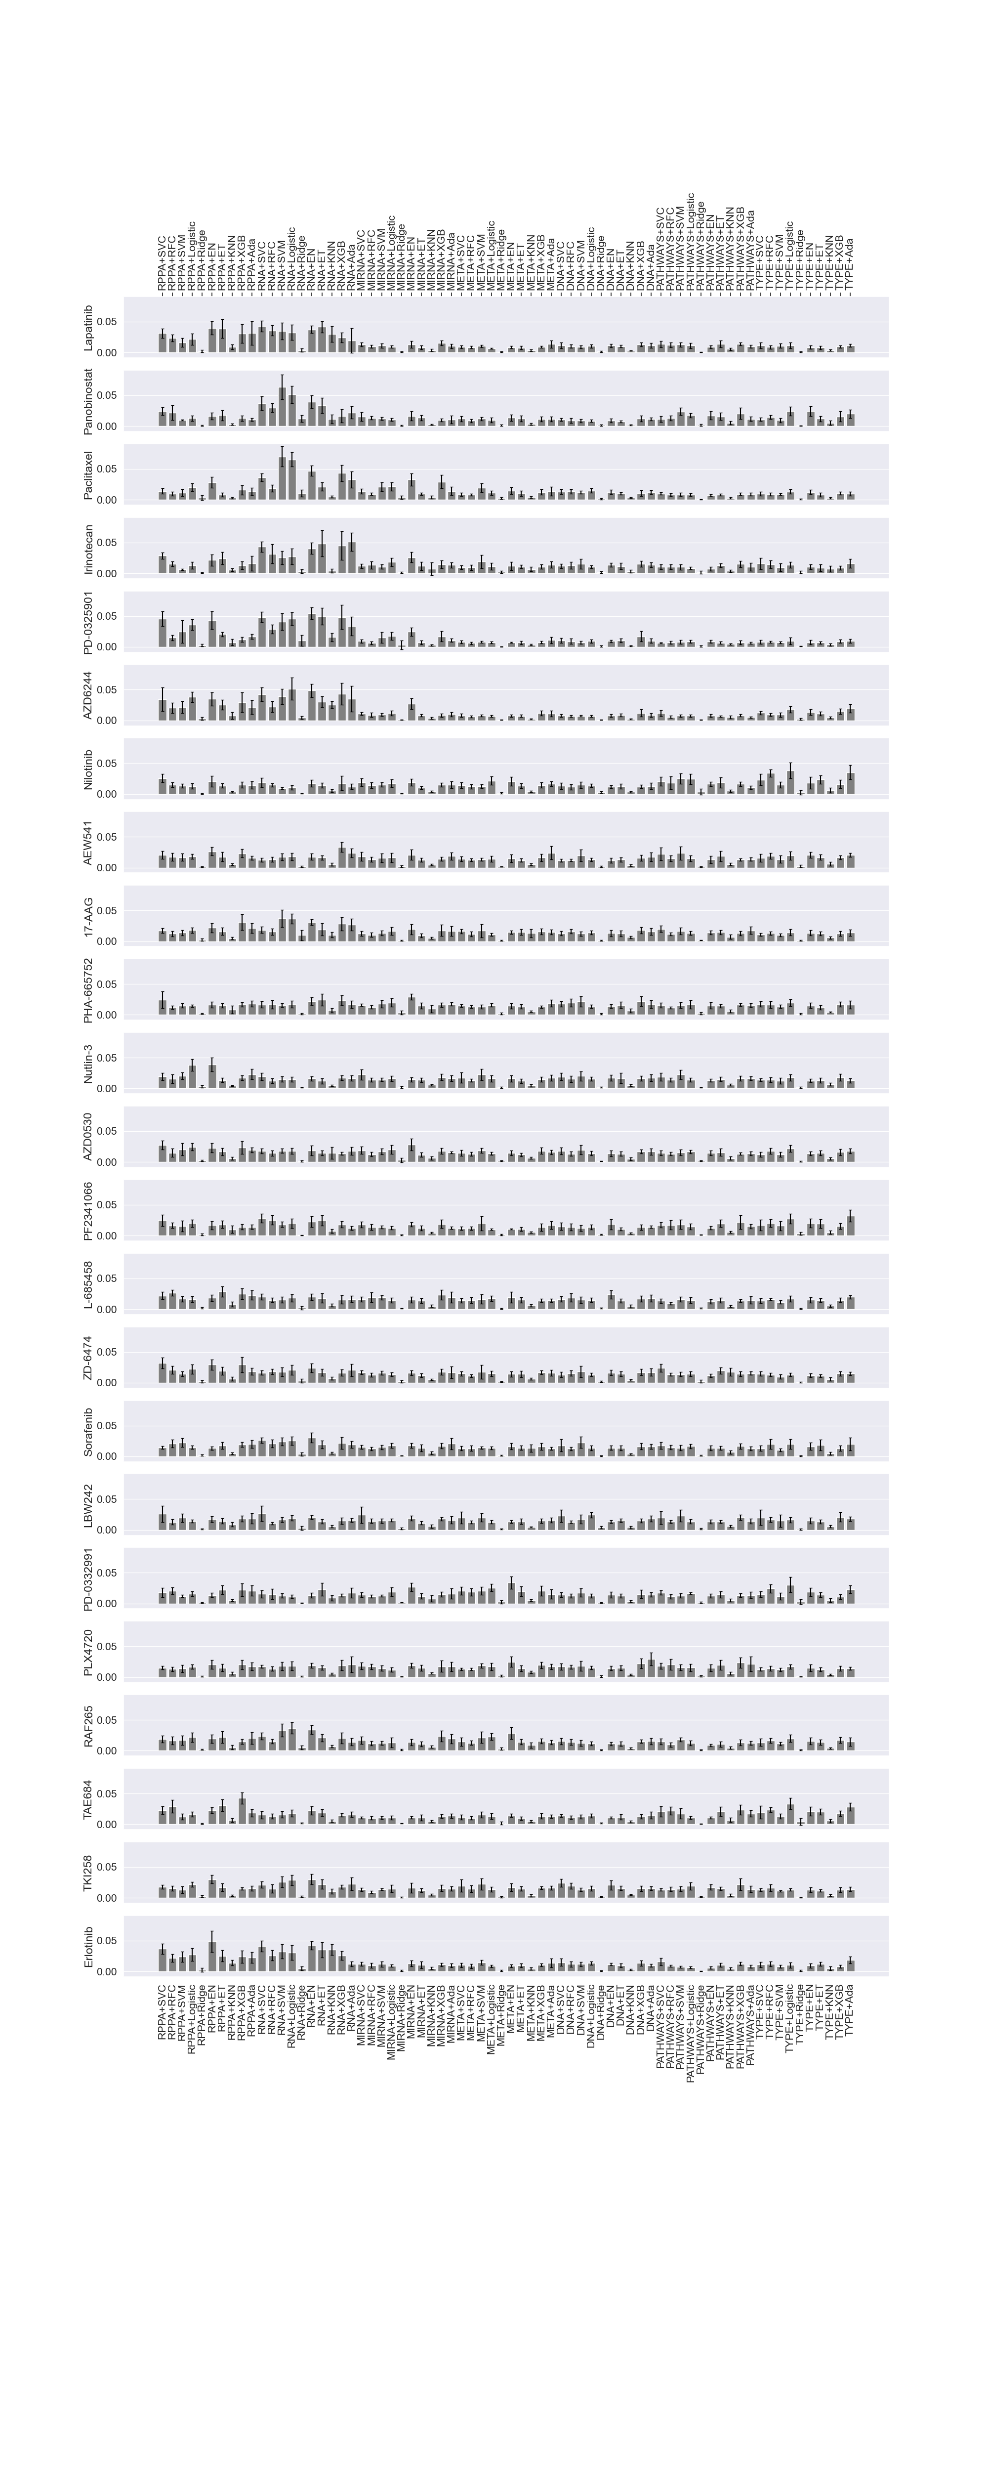 RPPA+SVC
RPPA+RFC
RPPA+SVM
RPPA+Logistic
RPPA+Ridge
RPPA+EN
RPPA+ET
RPPA+KNN
RPPA+XGB
RPPA+Ada
RNA+SVC
RNA+RFC
RNA+SVM
RNA+Logistic
RNA+Ridge
RNA+EN
RNA+ET
RNA+KNN
RNA+XGB
RNA+Ada
MIRNA+SVC
MIRNA+RFC
MIRNA+SVM
MIRNA+Logistic
MIRNA+Ridge
MIRNA+EN
MIRNA+ET
MIRNA+KNN
MIRNA+XGB
MIRNA+Ada
META+SVC
META+RFC
META+SVM
META+Logistic
META+Ridge
META+EN
META+ET
META+KNN
META+XGB
META+Ada
DNA+SVC
DNA+RFC
DNA+SVM
DNA+Logistic
DNA+Ridge
DNA+EN
DNA+ET
DNA+KNN
DNA+XGB
DNA+Ada
PATHWAYS+SVC
PATHWAYS+RFC
PATHWAYS+SVM
PATHWAYS+Logistic
PATHWAYS+Ridge
PATHWAYS+EN
PATHWAYS+ET
PATHWAYS+KNN
PATHWAYS+XGB
PATHWAYS+Ada
TYPE+SVC
TYPE+RFC
TYPE+SVM
TYPE+Logistic
TYPE+Ridge
TYPE+EN
TYPE+ET
TYPE+KNN
TYPE+XGB
TYPE+Ada
Lapatinib
0.05
0.00
Panobinostat
0.05
0.00
Paclitaxel
0.05
0.00
Irinotecan
0.05
0.00
PD-0325901
0.05
0.00
AZD6244
0.05
0.00
Nilotinib
0.05
0.00
AEW541
0.05
0.00
17-AAG
0.05
0.00
PHA-665752
0.05
0.00
Nutlin-3
0.05
0.00
AZD0530
0.05
0.00
PF2341066
0.05
0.00
L-685458
0.05
0.00
ZD-6474
0.05
0.00
Sorafenib
0.05
0.00
LBW242
0.05
0.00
PD-0332991
0.05
0.00
PLX4720
0.05
0.00
RAF265
0.05
0.00
TAE684
0.05
0.00
TKI258
0.05
0.00
Erlotinib
0.05
0.00
RPPA+SVC
RPPA+RFC
RPPA+SVM
RPPA+Logistic
RPPA+Ridge
RPPA+EN
RPPA+ET
RPPA+KNN
RPPA+XGB
RPPA+Ada
RNA+SVC
RNA+RFC
RNA+SVM
RNA+Logistic
RNA+Ridge
RNA+EN
RNA+ET
RNA+KNN
RNA+XGB
RNA+Ada
MIRNA+SVC
MIRNA+RFC
MIRNA+SVM
MIRNA+Logistic
MIRNA+Ridge
MIRNA+EN
MIRNA+ET
MIRNA+KNN
MIRNA+XGB
MIRNA+Ada
META+SVC
META+RFC
META+SVM
META+Logistic
META+Ridge
META+EN
META+ET
META+KNN
META+XGB
META+Ada
DNA+SVC
DNA+RFC
DNA+SVM
DNA+Logistic
DNA+Ridge
DNA+EN
DNA+ET
DNA+KNN
DNA+XGB
DNA+Ada
PATHWAYS+SVC
PATHWAYS+RFC
PATHWAYS+SVM
PATHWAYS+Logistic
PATHWAYS+Ridge
PATHWAYS+EN
PATHWAYS+ET
PATHWAYS+KNN
PATHWAYS+XGB
PATHWAYS+Ada
TYPE+SVC
TYPE+RFC
TYPE+SVM
TYPE+Logistic
TYPE+Ridge
TYPE+EN
TYPE+ET
TYPE+KNN
TYPE+XGB
TYPE+Ada